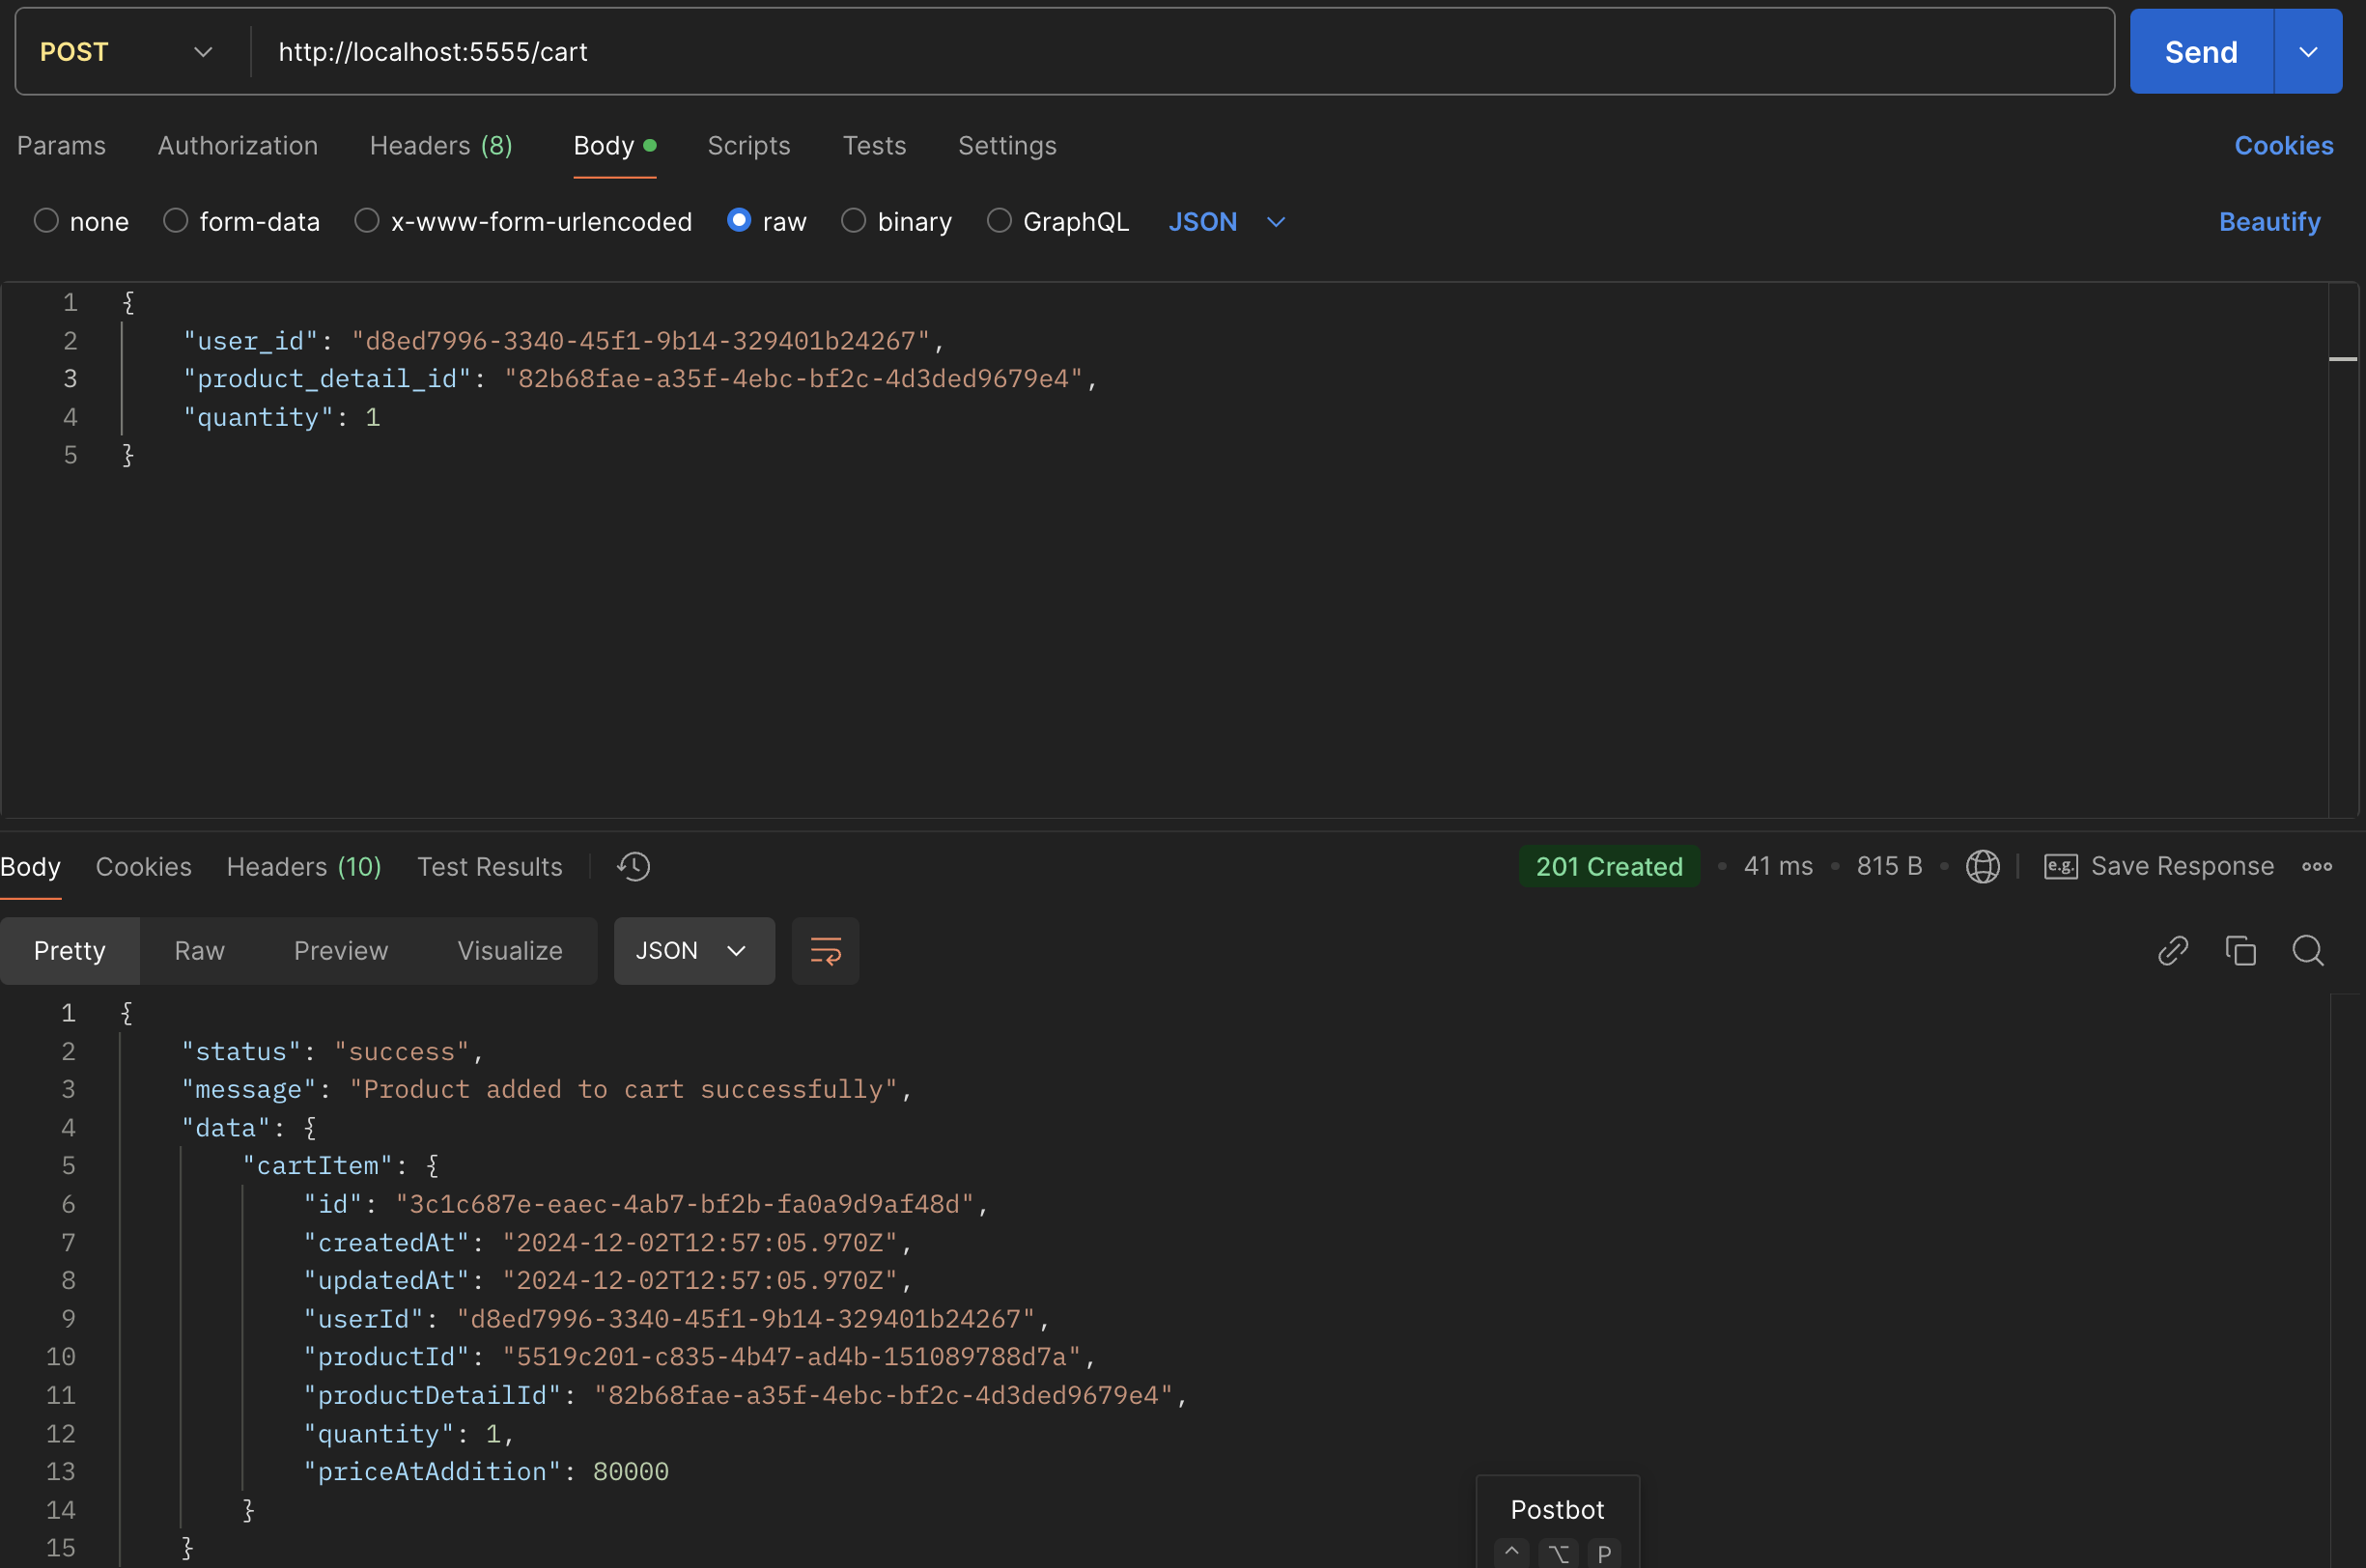 POST http://localhost:5555/cart Send
Params Authorization Headers (8) Body Scripts Tests Settings Cookies
none form-data x-www-form-urlencoded raw binary GraphQL JSON Beautify
1 {
2 "user_id": "d8ed7996-3340-45f1-9b14-329401b24267",
3 "product_detail_id": "82b68fae-a35f-4ebc-bf2c-4d3ded9679e4",
4 "quantity": 1
5 }
Body Cookies Headers (10) Test Results 201 Created 41 ms 815 B e.g. Save Response
Pretty Raw Preview Visualize JSON
1 {
2 "status": "success",
3 "message": "Product added to cart successfully",
4 "data": {
5 "cartItem": {
6 "id": "3c1c687e-eaec-4ab7-bf2b-fa0a9d9af48d",
7 "createdAt": "2024-12-02T12:57:05.970Z",
8 "updatedAt": "2024-12-02T12:57:05.970Z",
9 "userId": "d8ed7996-3340-45f1-9b14-329401b24267",
10 "productId": "5519c201-c835-4b47-ad4b-151089788d7a",
11 "productDetailId": "82b68fae-a35f-4ebc-bf2c-4d3ded9679e4",
12 "quantity": 1,
13 "priceAtAddition": 80000
14 }
15 }
Postbot
^ ⌥ P